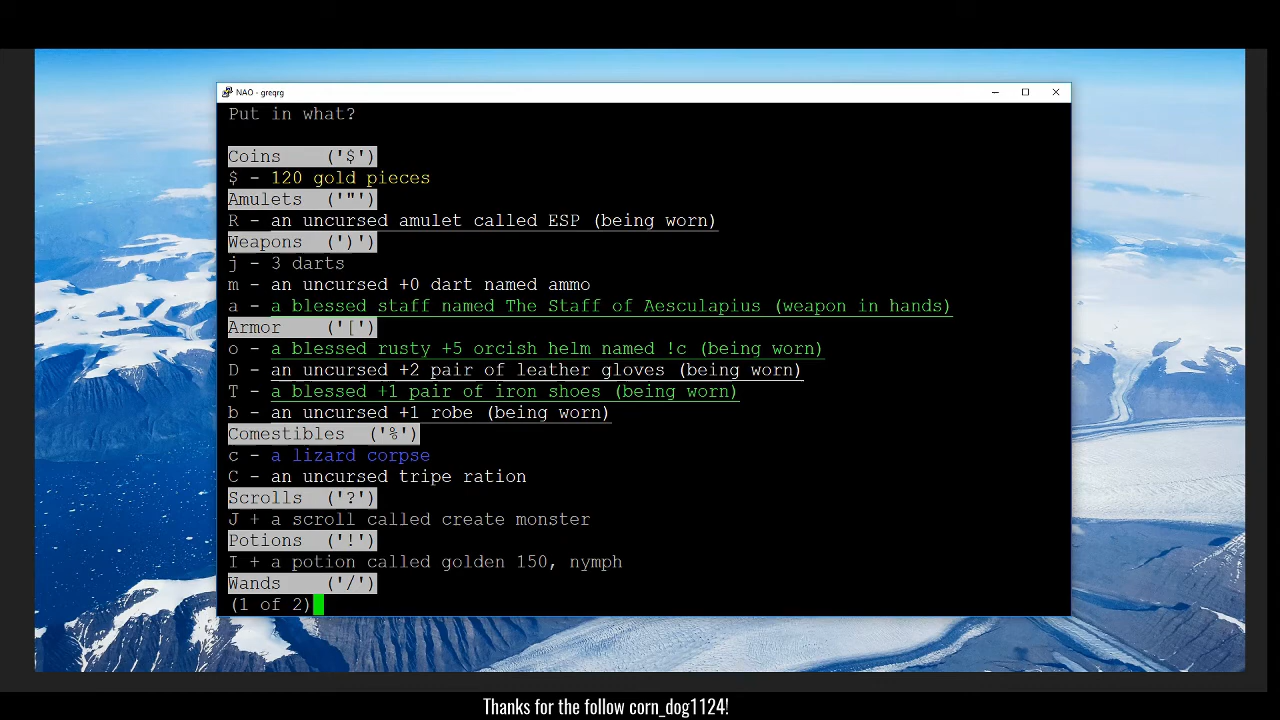 NAO - greqrg
Put in what?
Coins ('$')
$ - 120 gold pieces
Amulets ('"')
R - an uncursed amulet called ESP (being worn)
Weapons (')')
j - 3 darts
m - an uncursed +0 dart named ammo
a - a blessed staff named The Staff of Aesculapius (weapon in hands)
Armor ('[')
o - a blessed rusty +5 orcish helm named !c (being worn)
D - an uncursed +2 pair of leather gloves (being worn)
T - a blessed +1 pair of iron shoes (being worn)
b - an uncursed +1 robe (being worn)
Comestibles ('%')
c - a lizard corpse
C - an uncursed tripe ration
Scrolls ('?')
J + a scroll called create monster
Potions ('!')
I + a potion called golden 150, nymph
Wands ('/')
(1 of 2)
Thanks for the follow corn_dog1124!